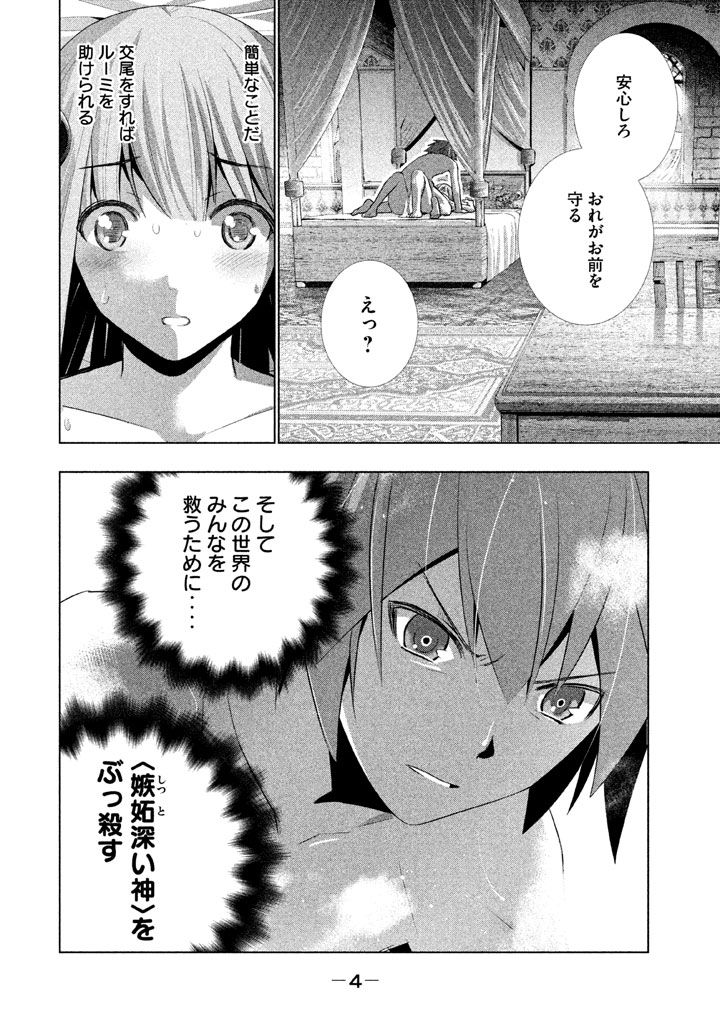 安心しろ
おれがお前を
守る
えっ?
簡単なことだ
交尾をすれば
ルーミを
助けられる
そして
この世界の
みんなを
救うために
‥‥
〈嫉妬深い神〉を
しっと
ぶっ殺す
—4—